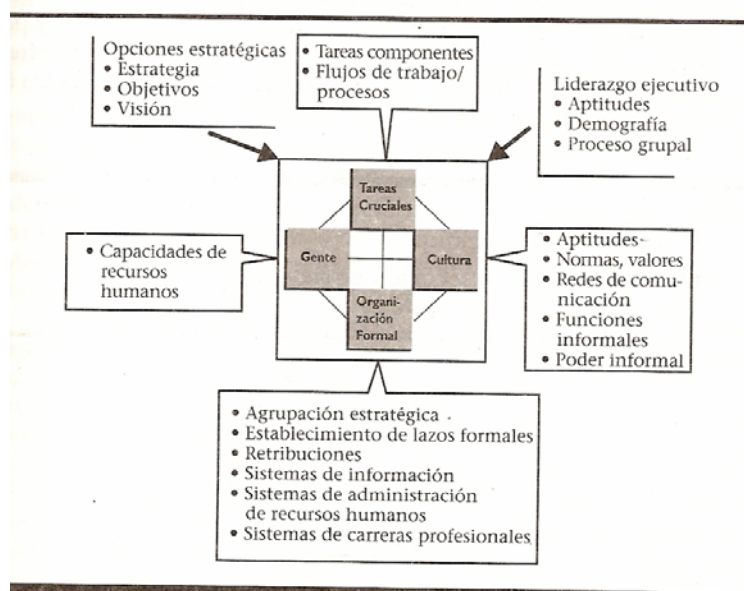 Opciones estratégicas
• Estrategia
• Objetivos
• Visión
• Tareas componentes
• Flujos de trabajo/
procesos
Liderazgo ejecutivo
• Aptitudes
• Demografía
• Proceso grupal
Tareas
Cruciales
Gente
Cultura
Organi-
zación
Formal
• Capacidades de
recursos
humanos
• Aptitudes
• Normas, valores
• Redes de comu-
nicación
• Funciones
informales
• Poder informal
• Agrupación estratégica
• Establecimiento de lazos formales
• Retribuciones
• Sistemas de información
• Sistemas de administración
de recursos humanos
• Sistemas de carreras profesionales